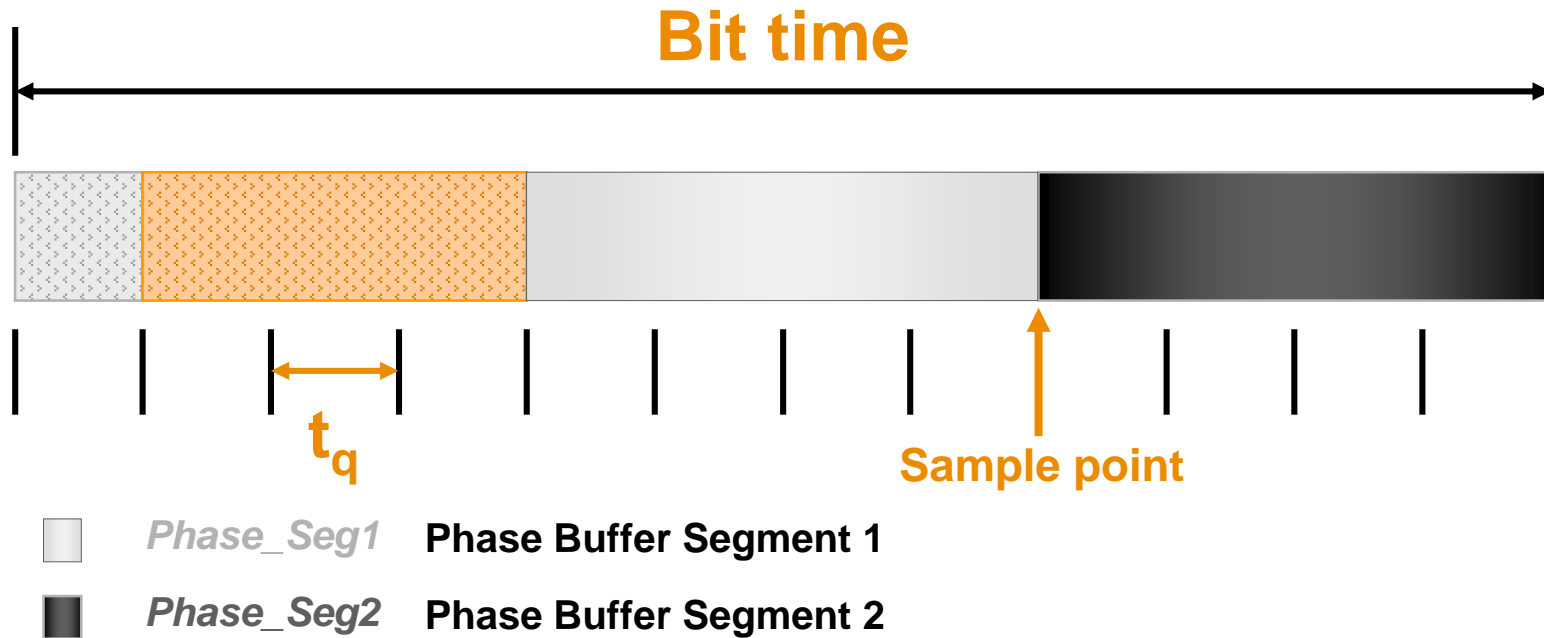 Bit time
tq
Sample point
Phase_Seg1 Phase Buffer Segment 1
Phase_Seg2 Phase Buffer Segment 2